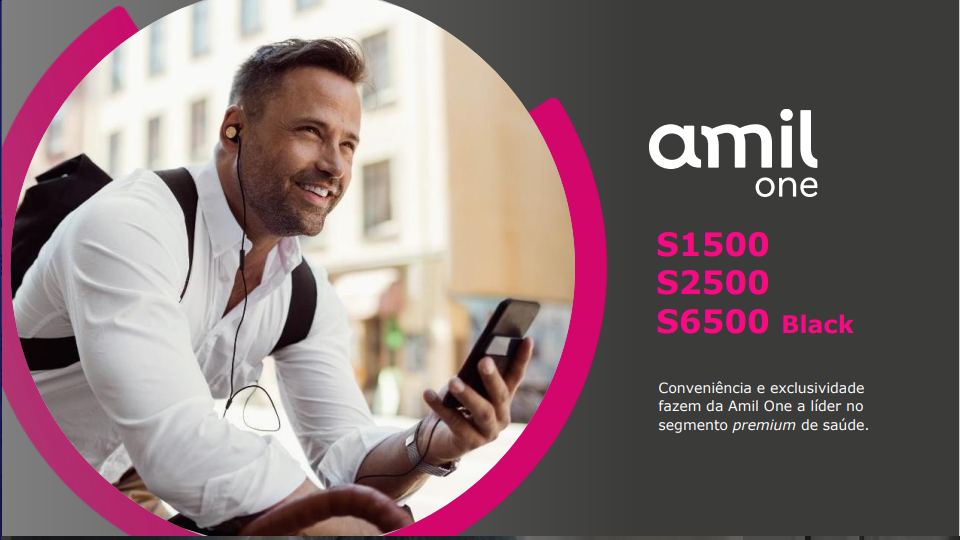 amil
one
S1500
S2500
S6500 Black
Conveniência e exclusividade
fazem da Amil One a líder no
segmento premium de saúde.